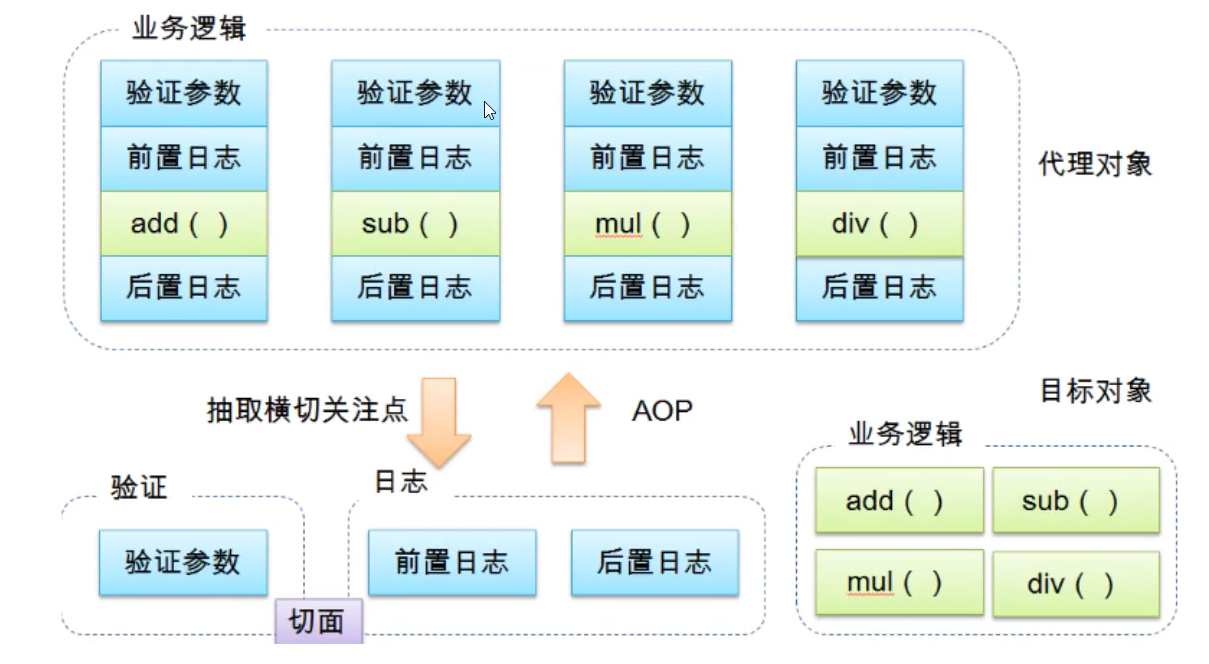 业务逻辑
验证参数 验证参数 验证参数 验证参数
前置日志 前置日志 前置日志 前置日志
代理对象
add ( ) sub ( ) mul ( ) div ( )
后置日志 后置日志 后置日志 后置日志
抽取横切关注点
AOP
目标对象
业务逻辑
验证
日志
add ( ) sub ( )
验证参数
前置日志 后置日志
mul ( ) div ( )
切面